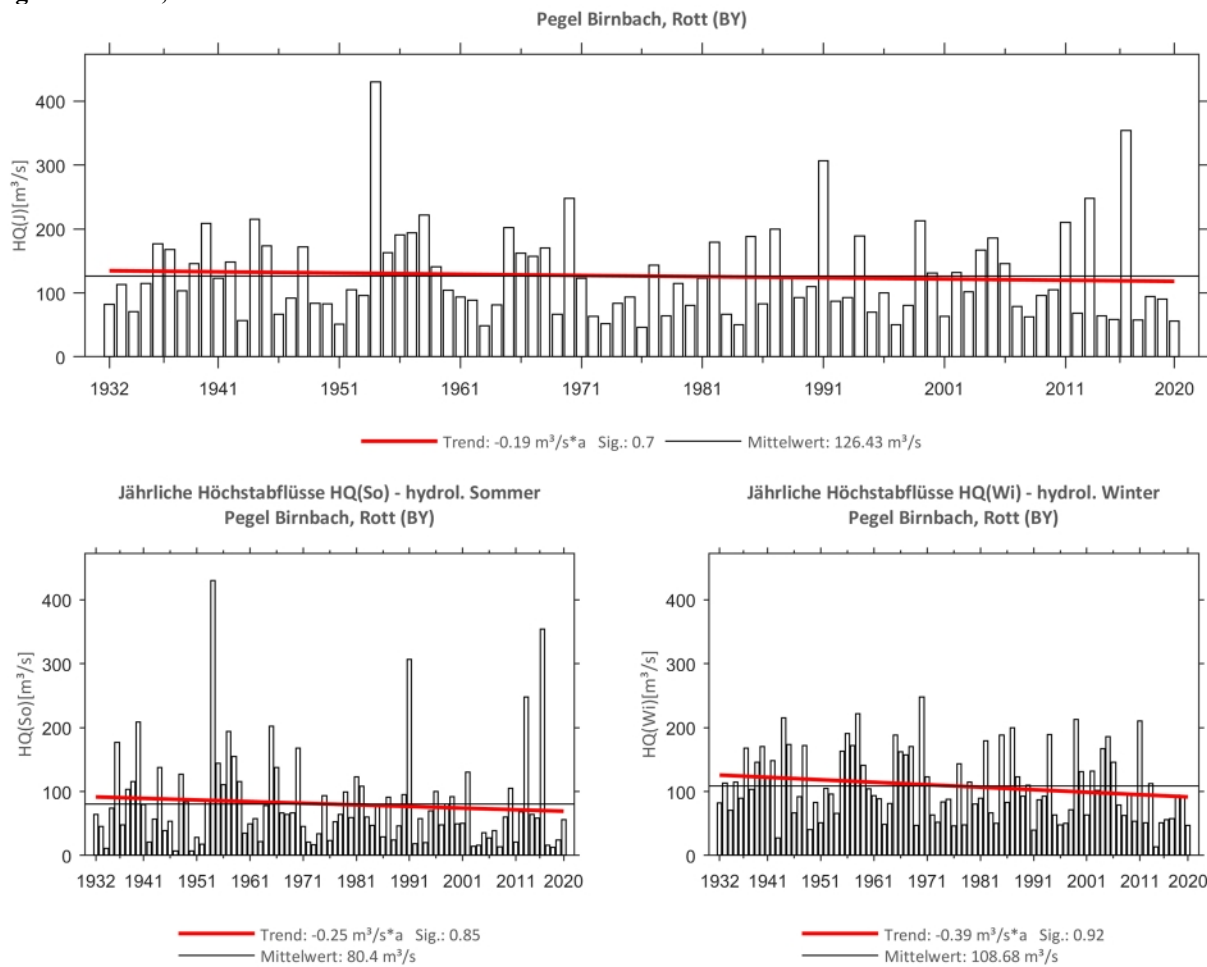 Pegel Birnbach, Rott (BY)
HQ(J)[m³/s]
400
300
200
100
0
1932 1941 1951 1961 1971 1981 1991 2001 2011 2020
Trend: -0.19 m³/s*a Sig.: 0.7 Mittelwert: 126.43 m³/s
Jährliche Höchstabflüsse HQ(So) - hydrol. Sommer
Pegel Birnbach, Rott (BY)
HQ(So)[m³/s]
400
300
200
100
0
1932 1941 1951 1961 1971 1981 1991 2001 2011 2020
Trend: -0.25 m³/s*a Sig.: 0.85
Mittelwert: 80.4 m³/s
Jährliche Höchstabflüsse HQ(Wi) - hydrol. Winter
Pegel Birnbach, Rott (BY)
HQ(Wi)[m³/s]
400
300
200
100
0
1932 1941 1951 1961 1971 1981 1991 2001 2011 2020
Trend: -0.39 m³/s*a Sig.: 0.92
Mittelwert: 108.68 m³/s